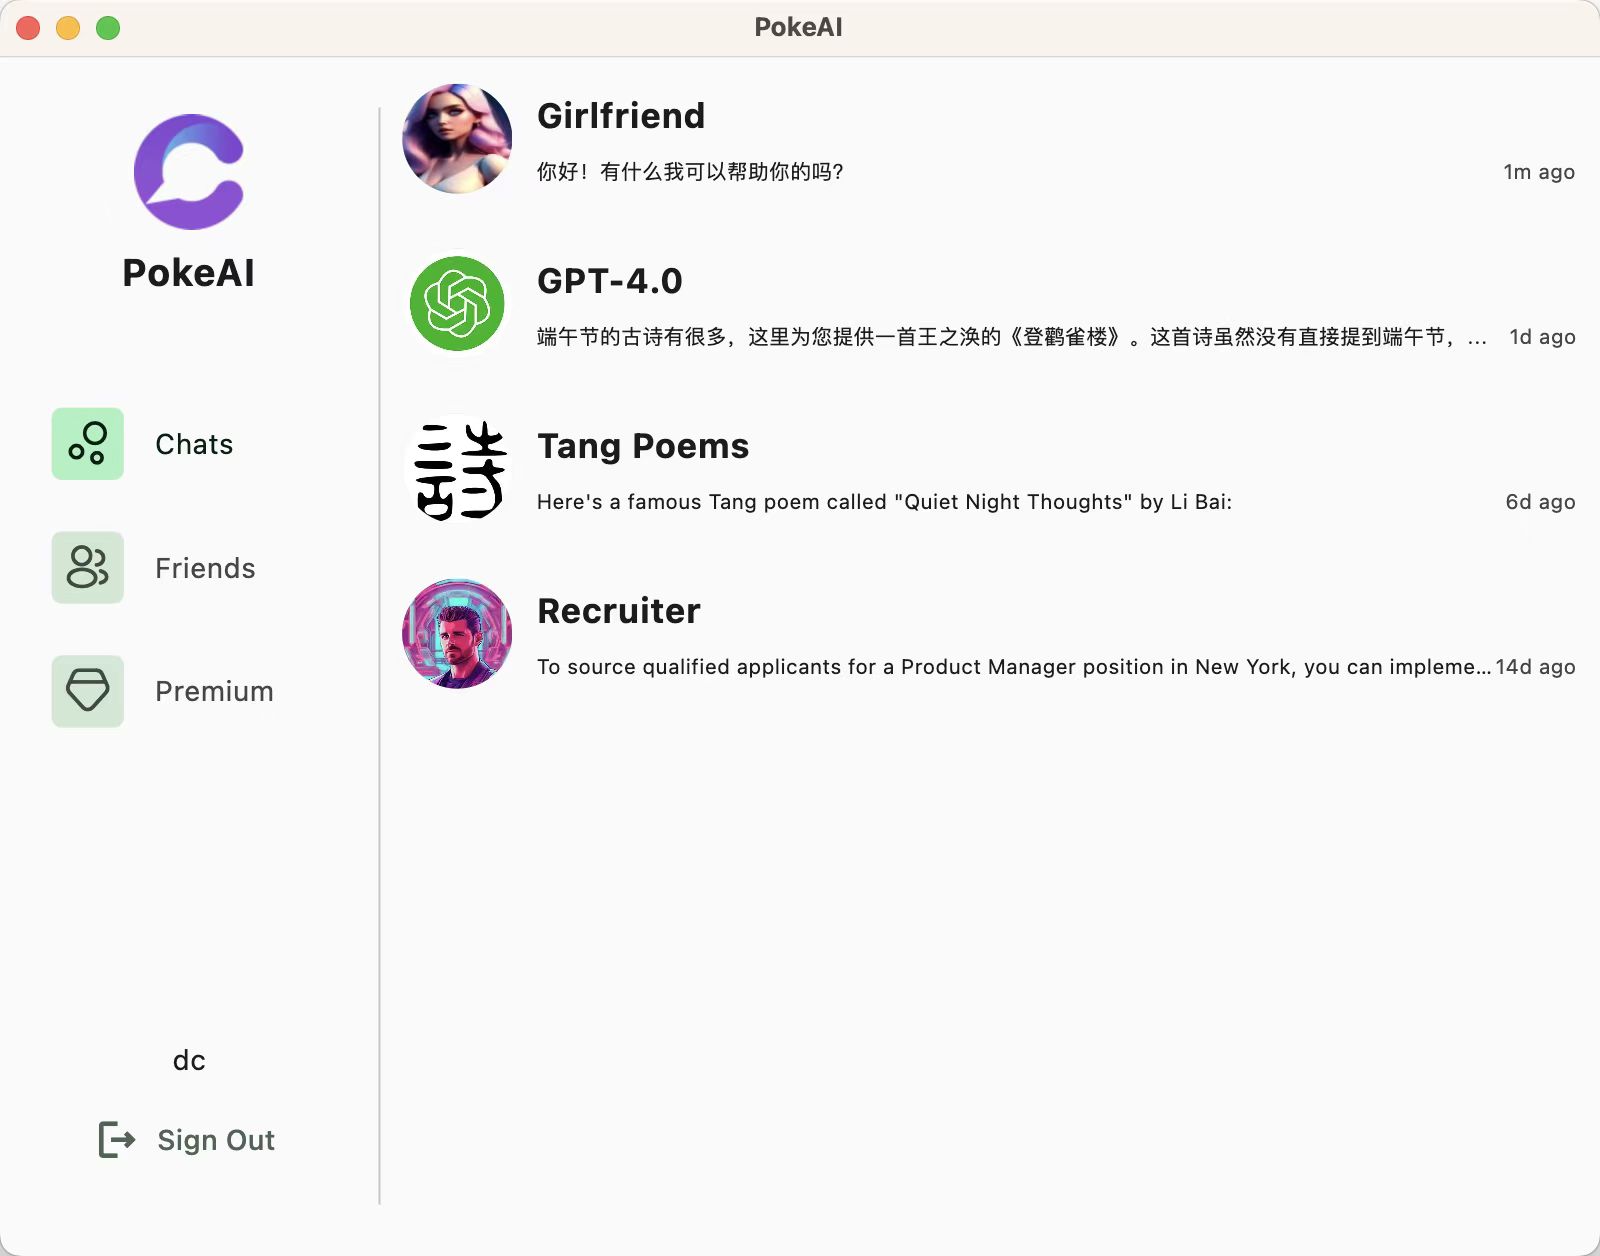 PokeAI
PokeAI
Chats
Friends
Premium
dc
Sign Out
Girlfriend
你好！有什么我可以帮助你的吗？
1m ago
GPT-4.0
端午节的古诗有很多，这里为您提供一首王之涣的《登鹳雀楼》。这首诗虽然没有直接提到端午节，...
1d ago
詩
Tang Poems
Here's a famous Tang poem called "Quiet Night Thoughts" by Li Bai:
6d ago
Recruiter
To source qualified applicants for a Product Manager position in New York, you can impleme...
14d ago